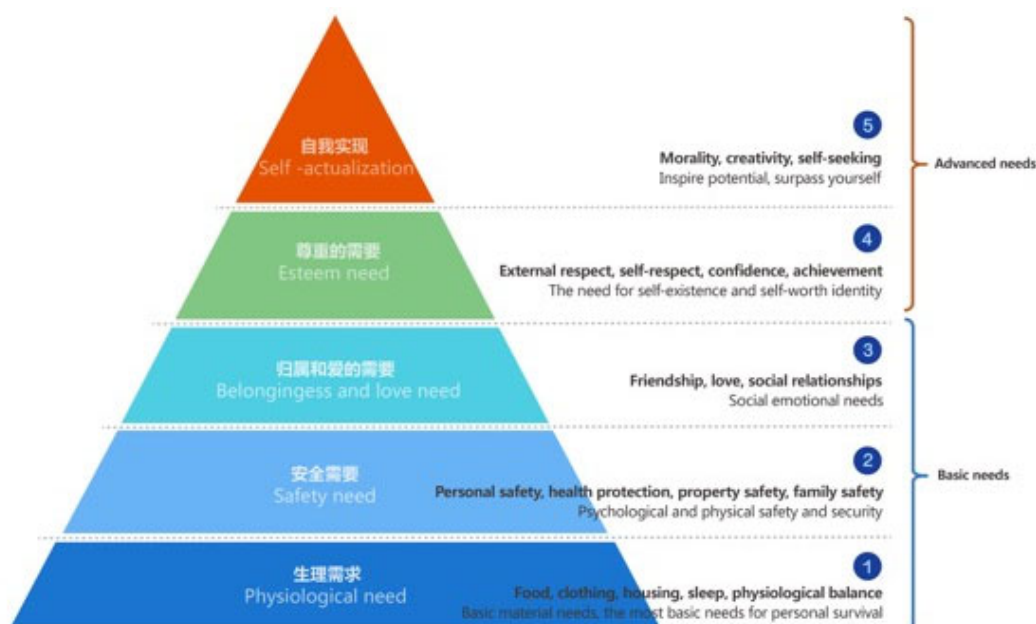 自我实现
Self -actualization
5
Morality, creativity, self-seeking
Inspire potential, surpass yourself
Advanced needs
尊重的需要
Esteem need
4
External respect, self-respect, confidence, achievement
The need for self-existence and self-worth identity
归属和爱的需要
Belongingess and love need
3
Friendship, love, social relationships
Social emotional needs
安全需要
Safety need
2
Personal safety, health protection, property safety, family safety
Psychological and physical safety and security
Basic needs
生理需求
Physiological need
1
Food, clothing, housing, sleep, physiological balance
Basic material needs, the most basic needs for personal survival